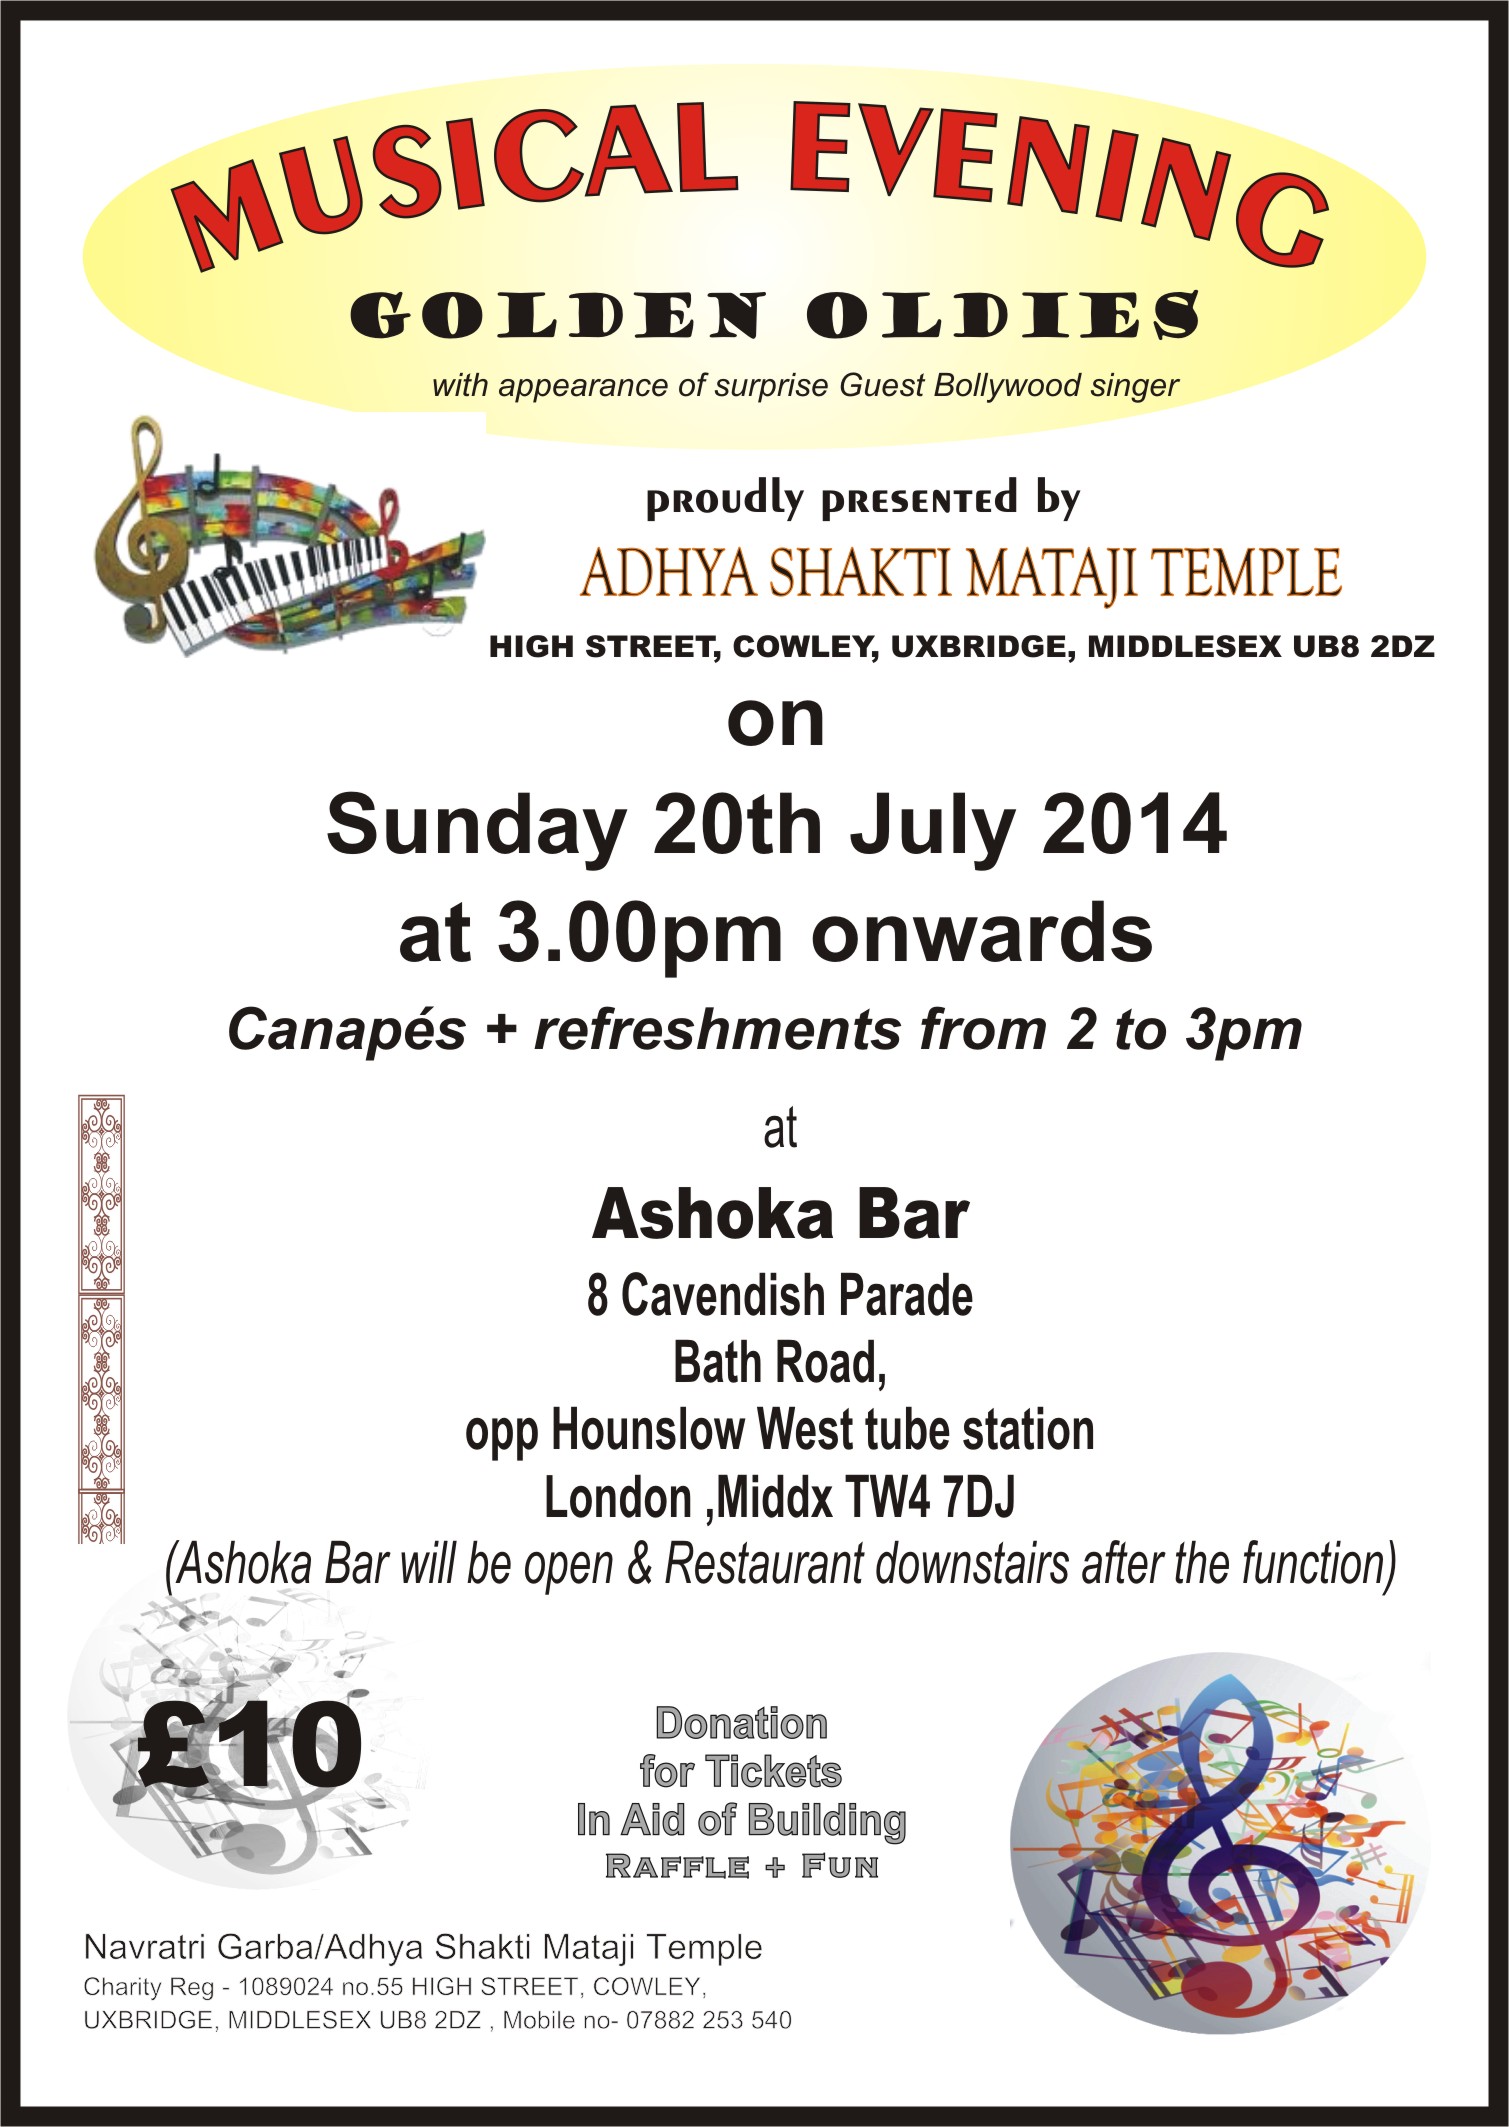 MUSICAL EVENING
GOLDEN OLDIES
with appearance of surprise Guest Bollywood singer
proudly presented by
ADHYA SHAKTI MATAJI TEMPLE
HIGH STREET, COWLEY, UXBRIDGE, MIDDLESEX UB8 2DZ
on
Sunday 20th July 2014
at 3.00pm onwards
Canapés + refreshments from 2 to 3pm
at
Ashoka Bar
8 Cavendish Parade
Bath Road,
opp Hounslow West tube station
London ,Middx TW4 7DJ
(Ashoka Bar will be open & Restaurant downstairs after the function)
£10
Donation
for Tickets
In Aid of Building
Raffle + Fun
Navratri Garba/Adhya Shakti Mataji Temple
Charity Reg - 1089024 no.55 HIGH STREET, COWLEY,
UXBRIDGE, MIDDLESEX UB8 2DZ , Mobile no- 07882 253 540